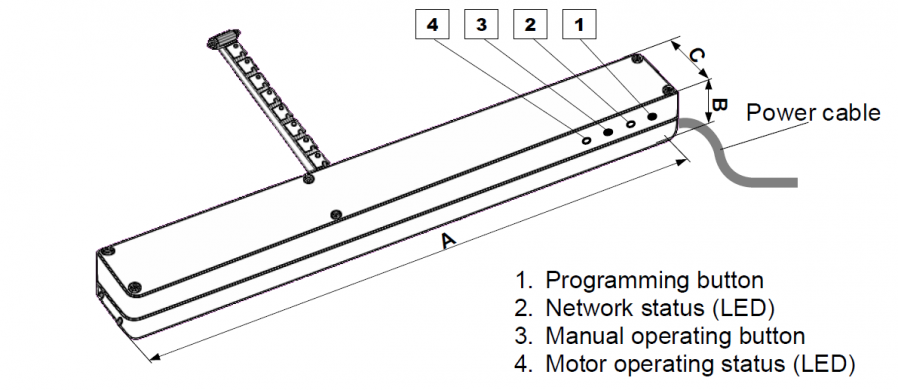 4 3 2 1
C
B
Power cable
A
1. Programming button
2. Network status (LED)
3. Manual operating button
4. Motor operating status (LED)